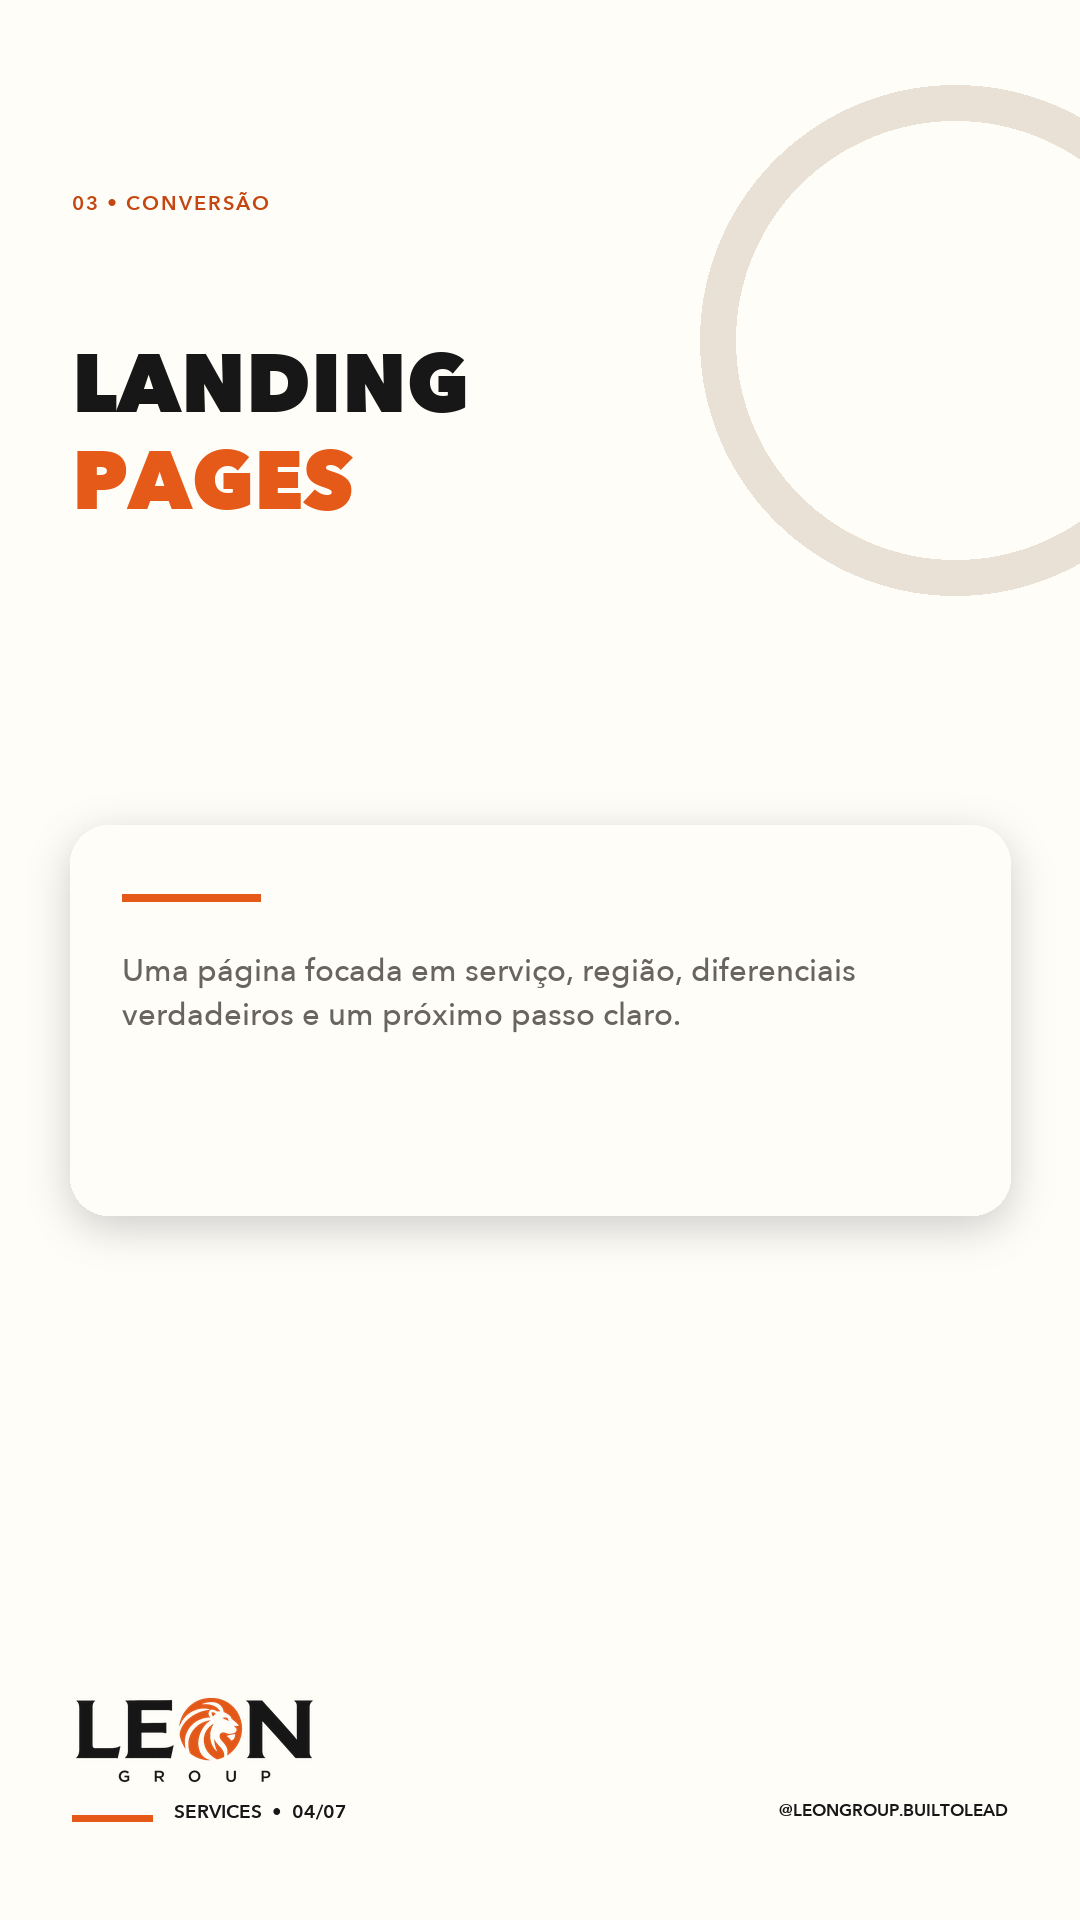 03 • CONVERSÃO
LANDING
PAGES
Uma página focada em serviço, região, diferenciais
verdadeiros e um próximo passo claro.
LEON
GROUP
SERVICES • 04/07
@LEONGROUP.BUILTOLEAD